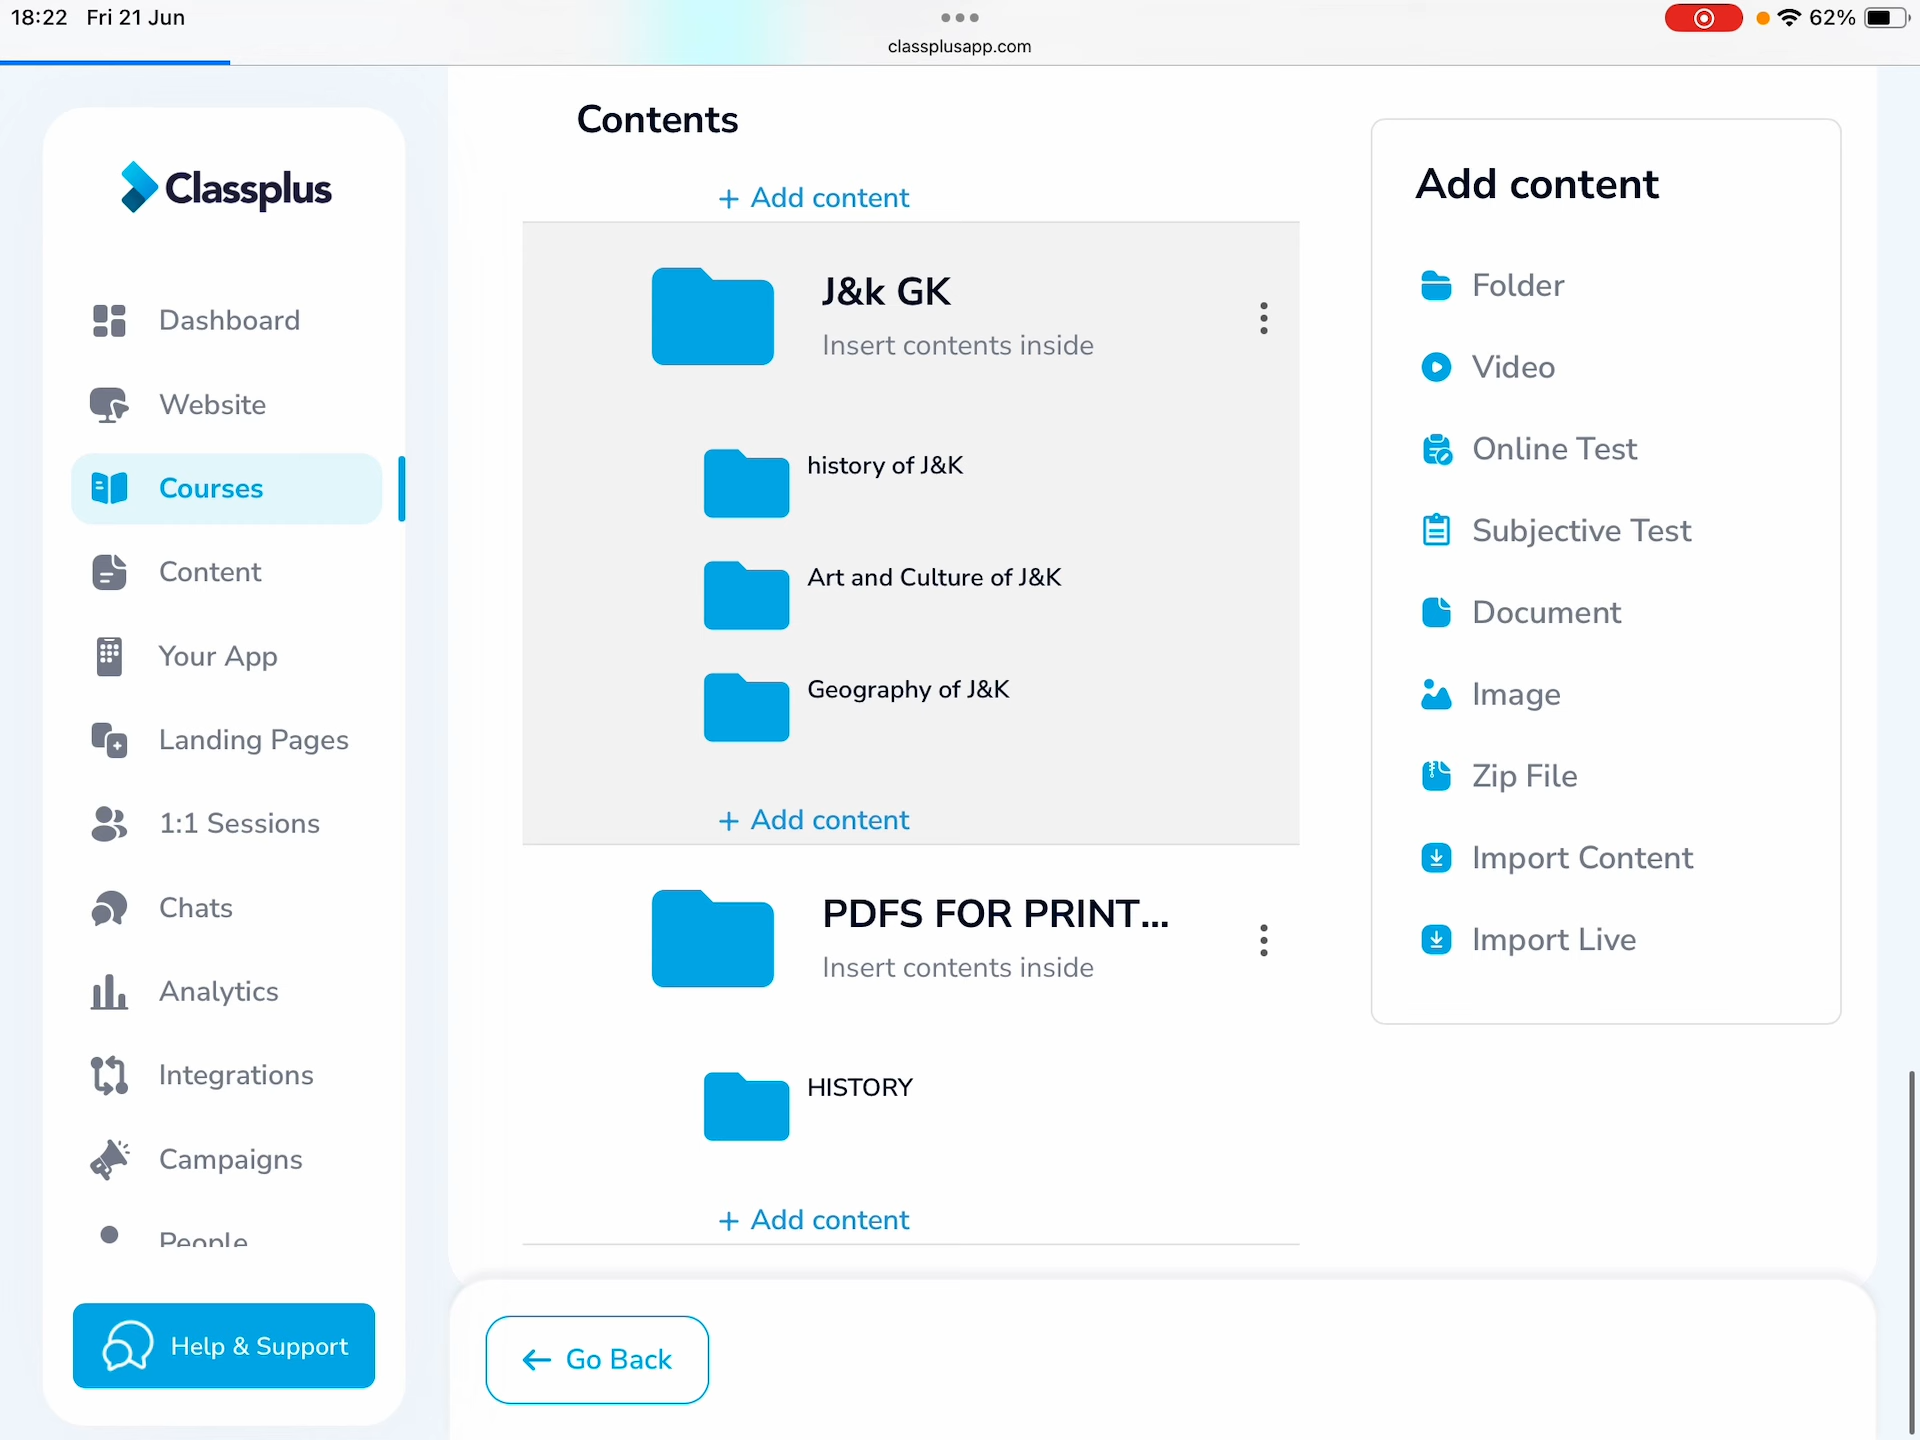 18:22 Fri 21 Jun
classplusapp.com
62%
Classplus
Dashboard
Website
Courses
Content
Your App
Landing Pages
1:1 Sessions
Chats
Analytics
Integrations
Campaigns
People
Help & Support
Contents
+ Add content
J&k GK
Insert contents inside
history of J&K
Art and Culture of J&K
Geography of J&K
+ Add content
PDFS FOR PRINT...
Insert contents inside
HISTORY
+ Add content
Go Back
Add content
Folder
Video
Online Test
Subjective Test
Document
Image
Zip File
Import Content
Import Live